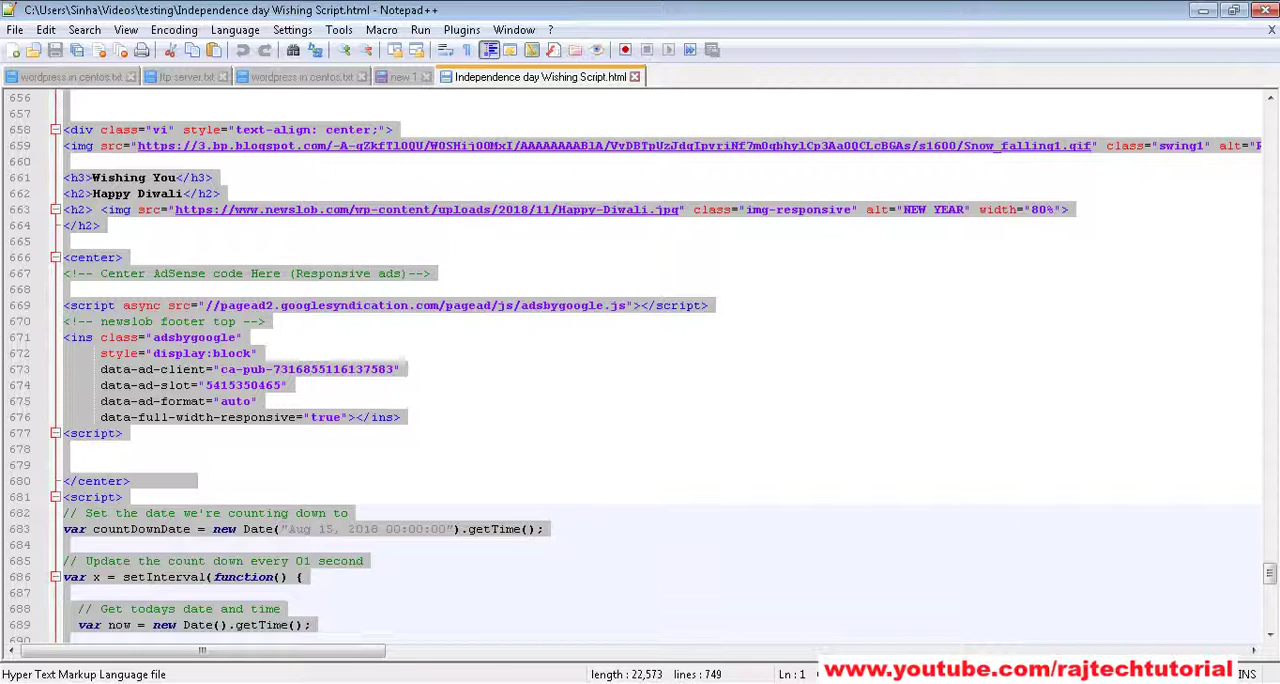 C:\Users\Sinha\Videos\testing\Independence day Wishing Script.html - Notepad++
File Edit Search View Encoding Language Settings Tools Macro Run Plugins Window ? X
wordpress in centos.txt ftp server.txt wordpress in centos.txt new 1 Independence day Wishing Script.html
656
657
658 <div class="vi" style="text-align: center;">
659 <img src="https://3.bp.blogspot.com/ class="swing1"
660
661 <h3>Wishing You</h3>
662 <h2>Happy Diwali</h2>
663 <h2> <img src="https://www.newslob.com/wp-content/uploads/2018/11/Happy-Diwali.jpg" class="img-responsive" alt="NEW YEAR" width="80%">
664 </h2>
665
666 <center>
667 <!-- Center AdSense code Here (Responsive ads)-->
668
669 <script async src="//pagead2.googlesyndication.com/pagead/js/adsbygoogle.js"></script>
670 <!-- newslob footer top -->
671 <ins class="adsbygoogle"
672 style="display:block"
673 data-ad-client="ca-pub-7316855116137583"
674 data-ad-slot="5415350465"
675 data-ad-format="auto"
676 data-full-width-responsive="true"></ins>
677 <script>
678
679
680 </center>
681 <script>
682 // Set the date we're counting down to
683 var countDownDate = new Date("Aug 15, 2018 00:00:00").getTime();
684
685 // Update the count down every 01 second
686 var x = setInterval(function() {
687
688 // Get todays date and time
689 var now = new Date().getTime();
690
Hyper Text Markup Language file length : 22,573 lines : 749 Ln : 1 INS
www.youtube.com/rajtechtutorial